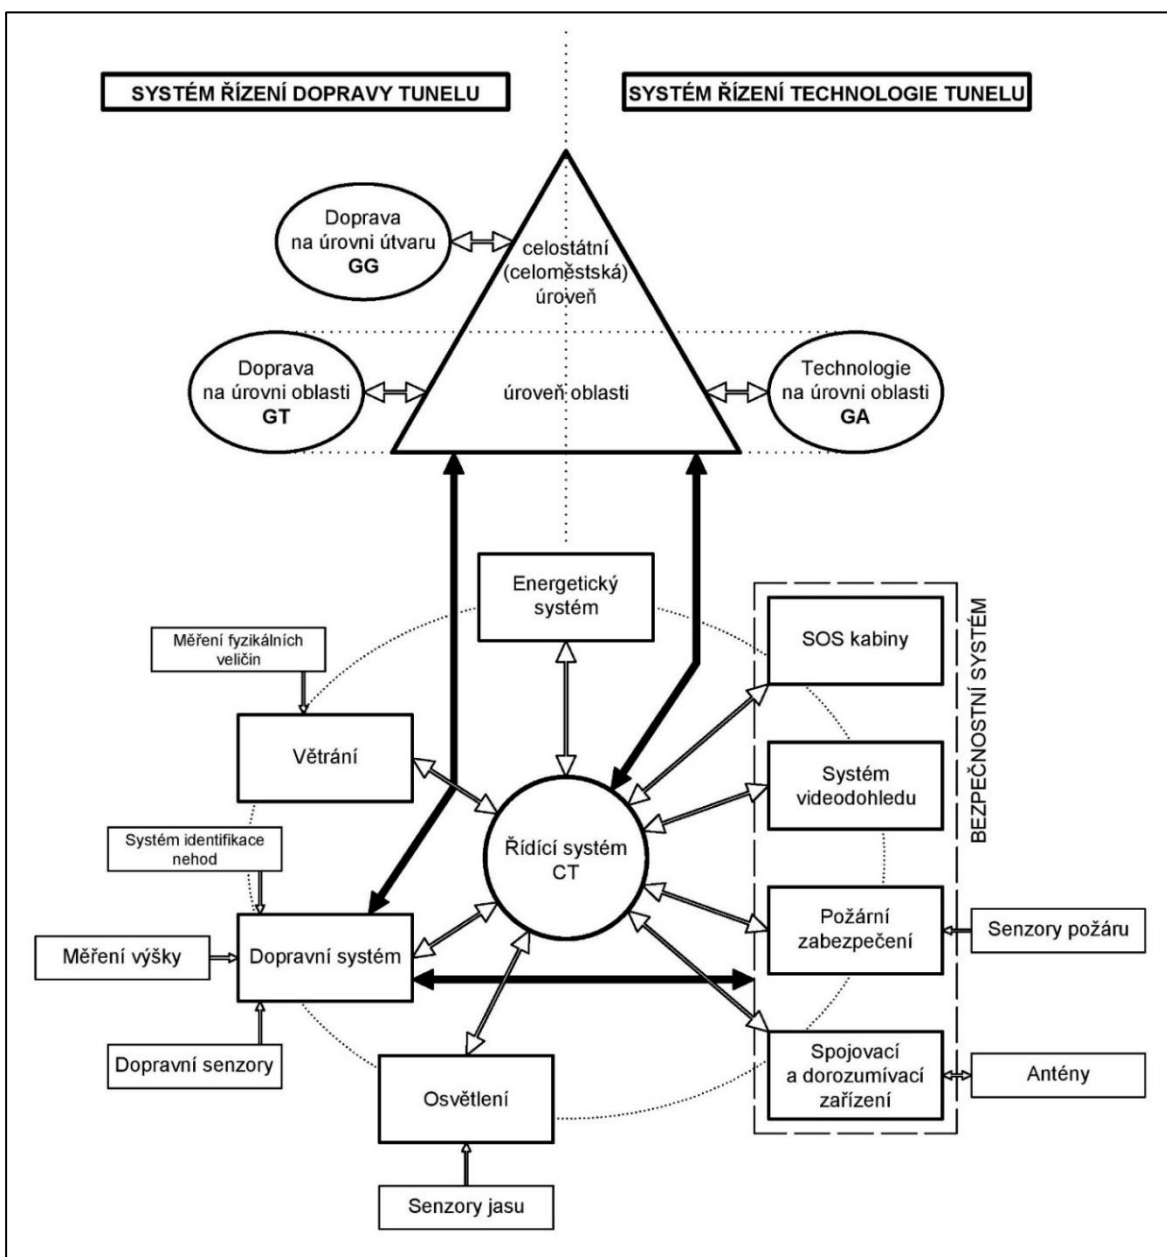 SYSTÉM ŘÍZENÍ DOPRAVY TUNELU
SYSTÉM ŘÍZENÍ TECHNOLOGIE TUNELU
Doprava
na úrovni útvaru
GG
celostátní
(celoměstská)
úroveň
Doprava
na úrovni oblasti
GT
úroveň oblasti
Technologie
na úrovni oblasti
GA
Energetický
systém
SOS kabiny
BEZPEČNOSTNÍ SYSTÉM
Měření fyzikálních
veličin
Větrání
Systém
videodohledu
Systém identifikace
nehod
Řídící systém
CT
Měření výšky
Dopravní systém
Požární
zabezpečení
Senzory požáru
Dopravní senzory
Osvětlení
Spojovací
a dorozumívací
zařízení
Antény
Senzory jasu